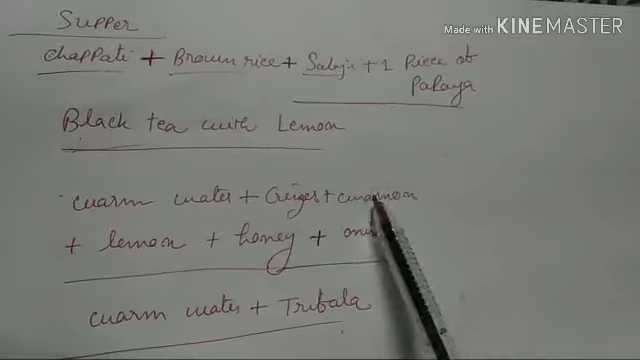 Made with KINEMASTER
Supper
Chappati + Brown rice + Sabji + 1 Piece of
Papaya
Black tea with Lemon
warm water + Ginger + cinnamon
+ lemon + honey +
warm water + Trifala